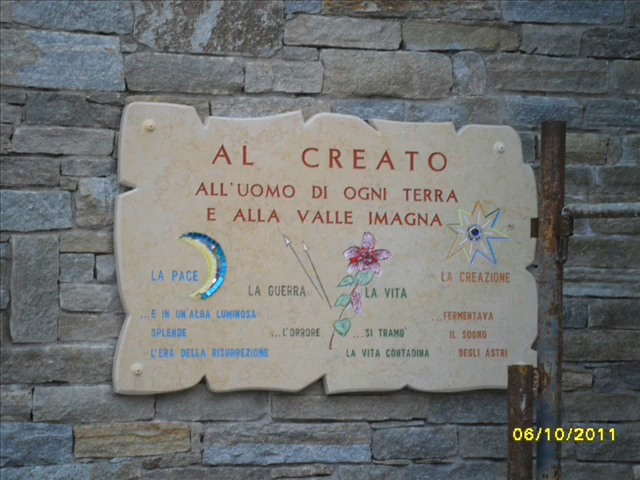 AL CREATO
ALL'UOMO DI OGNI TERRA
E ALLA VALLE IMAGNA
LA PACE
...E IN UN'ALBA LUMINOSA
SPLENDE
L'ERA DELLA RISURREZIONE
LA GUERRA
...L'ORRORE
LA VITA
...SI TRAMO'
LA VITA CONTADINA
LA CREAZIONE
...FERMENTAVA
IL SOGNO
DEGLI ASTRI
06/10/2011